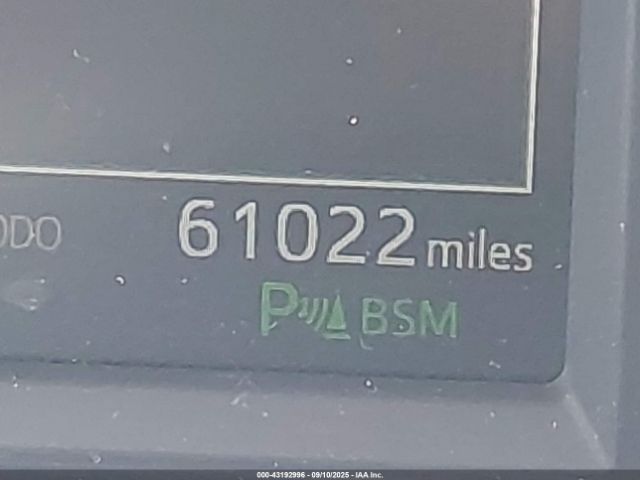 ODO 61022 miles
P BSM
000-43192996 - 09/10/2025 - IAA Inc.